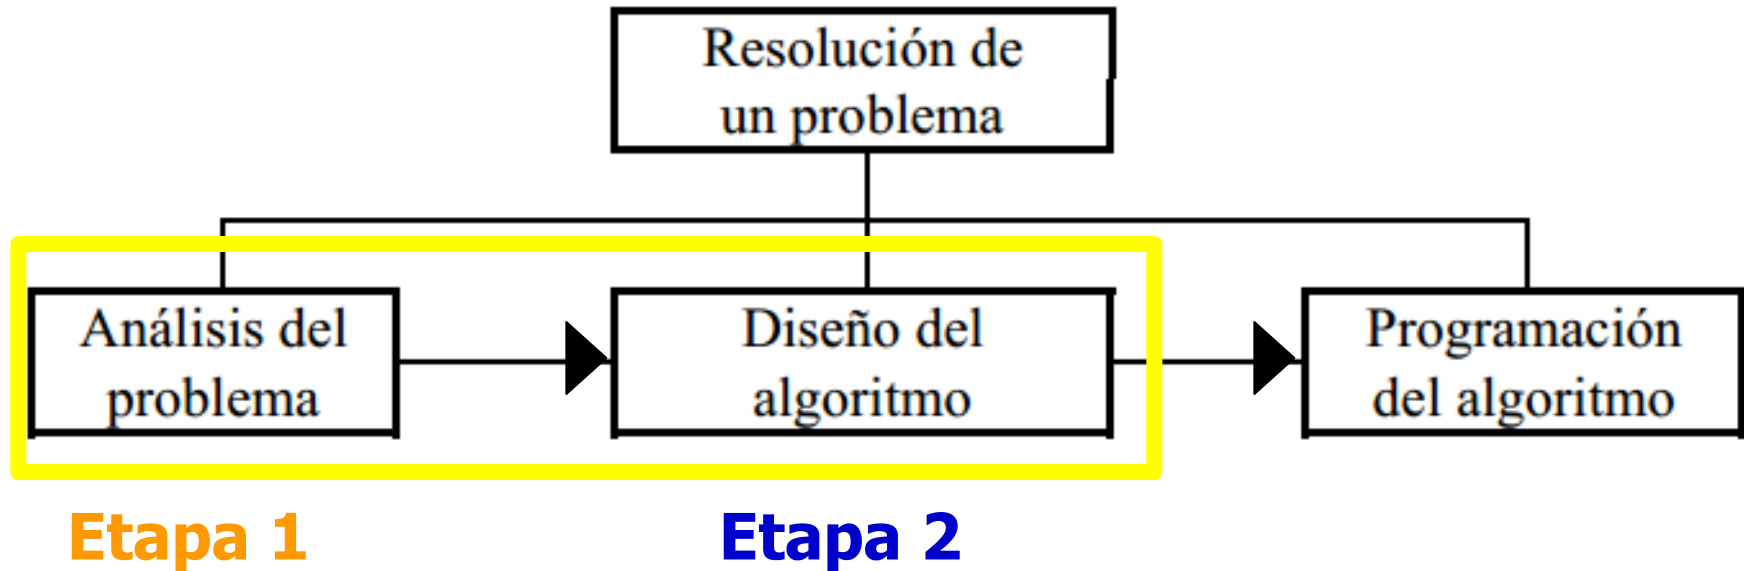 Resolución de
un problema
Análisis del
problema
Diseño del
algoritmo
Programación
del algoritmo
Etapa 1
Etapa 2